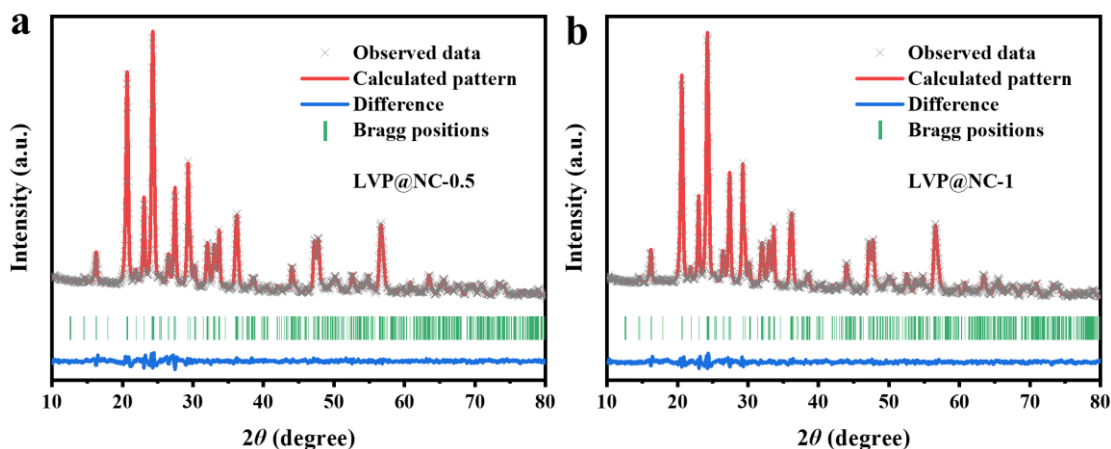 a
Observed data
Calculated pattern
Difference
Bragg positions
LVP@NC-0.5
Intensity (a.u.)
10 20 30 40 50 60 70 80
2θ (degree)
b
Observed data
Calculated pattern
Difference
Bragg positions
LVP@NC-1
Intensity (a.u.)
10 20 30 40 50 60 70 80
2θ (degree)